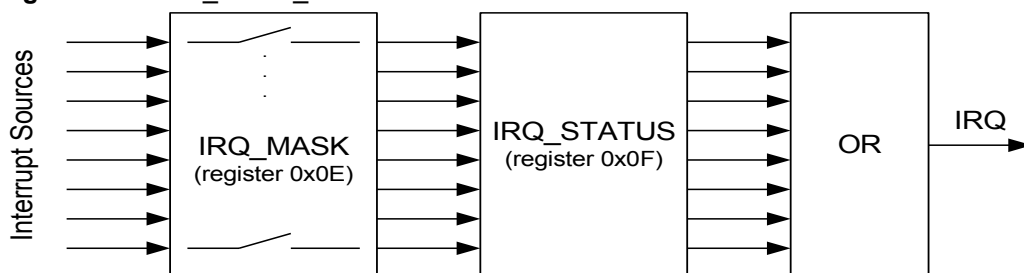 Interrupt Sources
IRQ_MASK
(register 0x0E)
IRQ_STATUS
(register 0x0F)
OR
IRQ